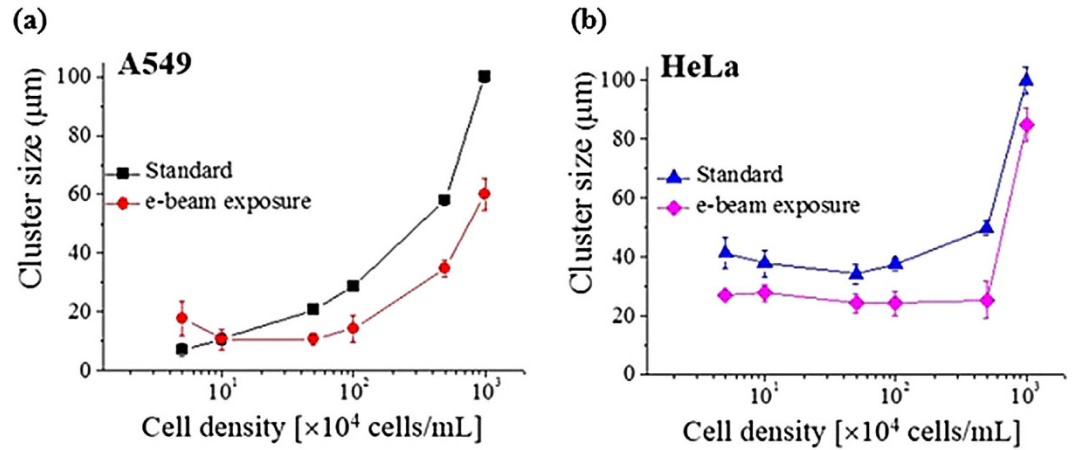 (a)
A549
Cluster size (µm)
100
80
60
40
20
0
Standard
e-beam exposure
10¹
10²
10³
Cell density [×10⁴ cells/mL]
(b)
HeLa
Cluster size (µm)
100
80
60
40
20
0
Standard
e-beam exposure
10¹
10²
10³
Cell density [×10⁴ cells/mL]